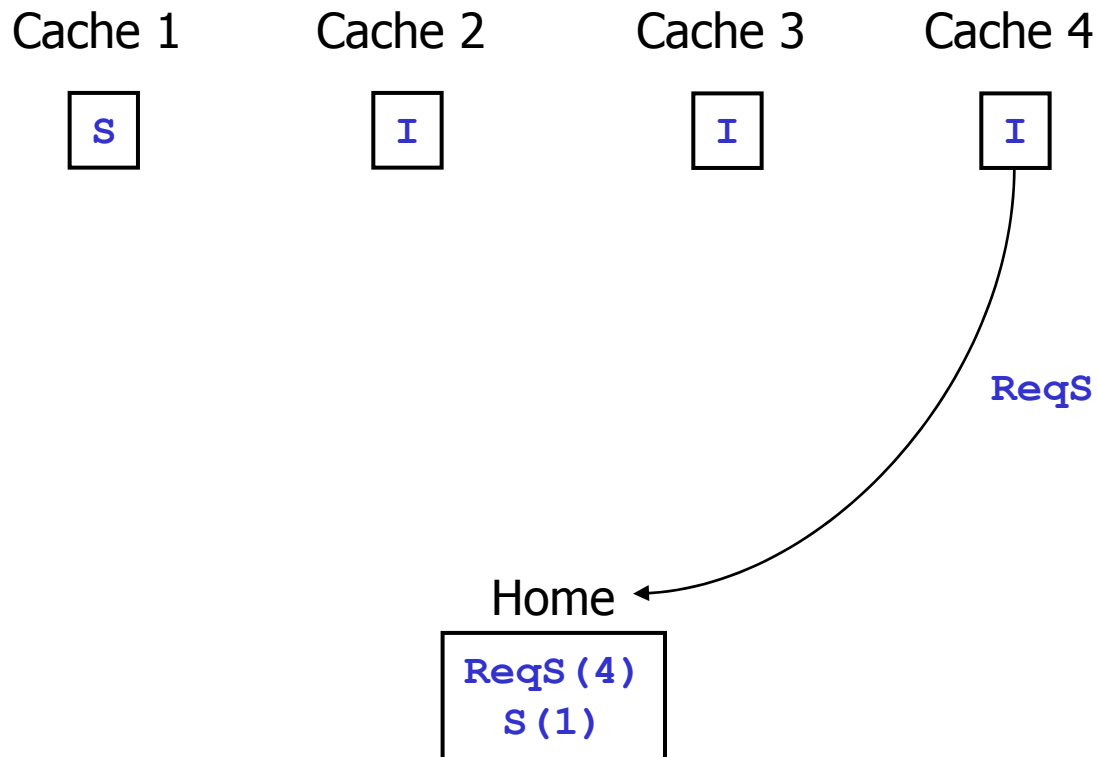 Cache 1 Cache 2 Cache 3 Cache 4
S I I I
ReqS
Home
ReqS(4)
S(1)